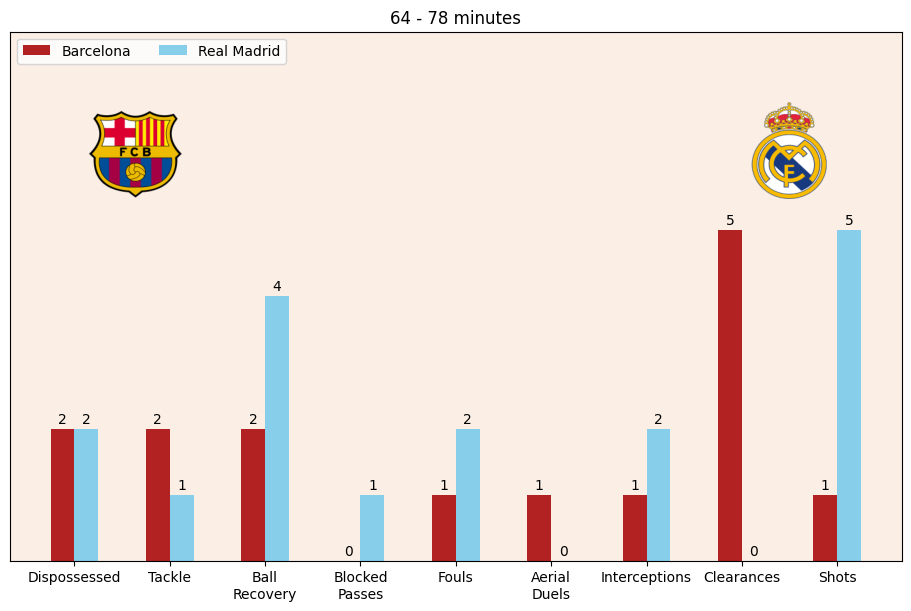 64 - 78 minutes
Barcelona Real Madrid
FCB
5 5
4
2 2 2 2 2 2
1 1 1 1 1 1
0 0 0
Dispossessed Tackle Ball Recovery Blocked Passes Fouls Aerial Duels Interceptions Clearances Shots